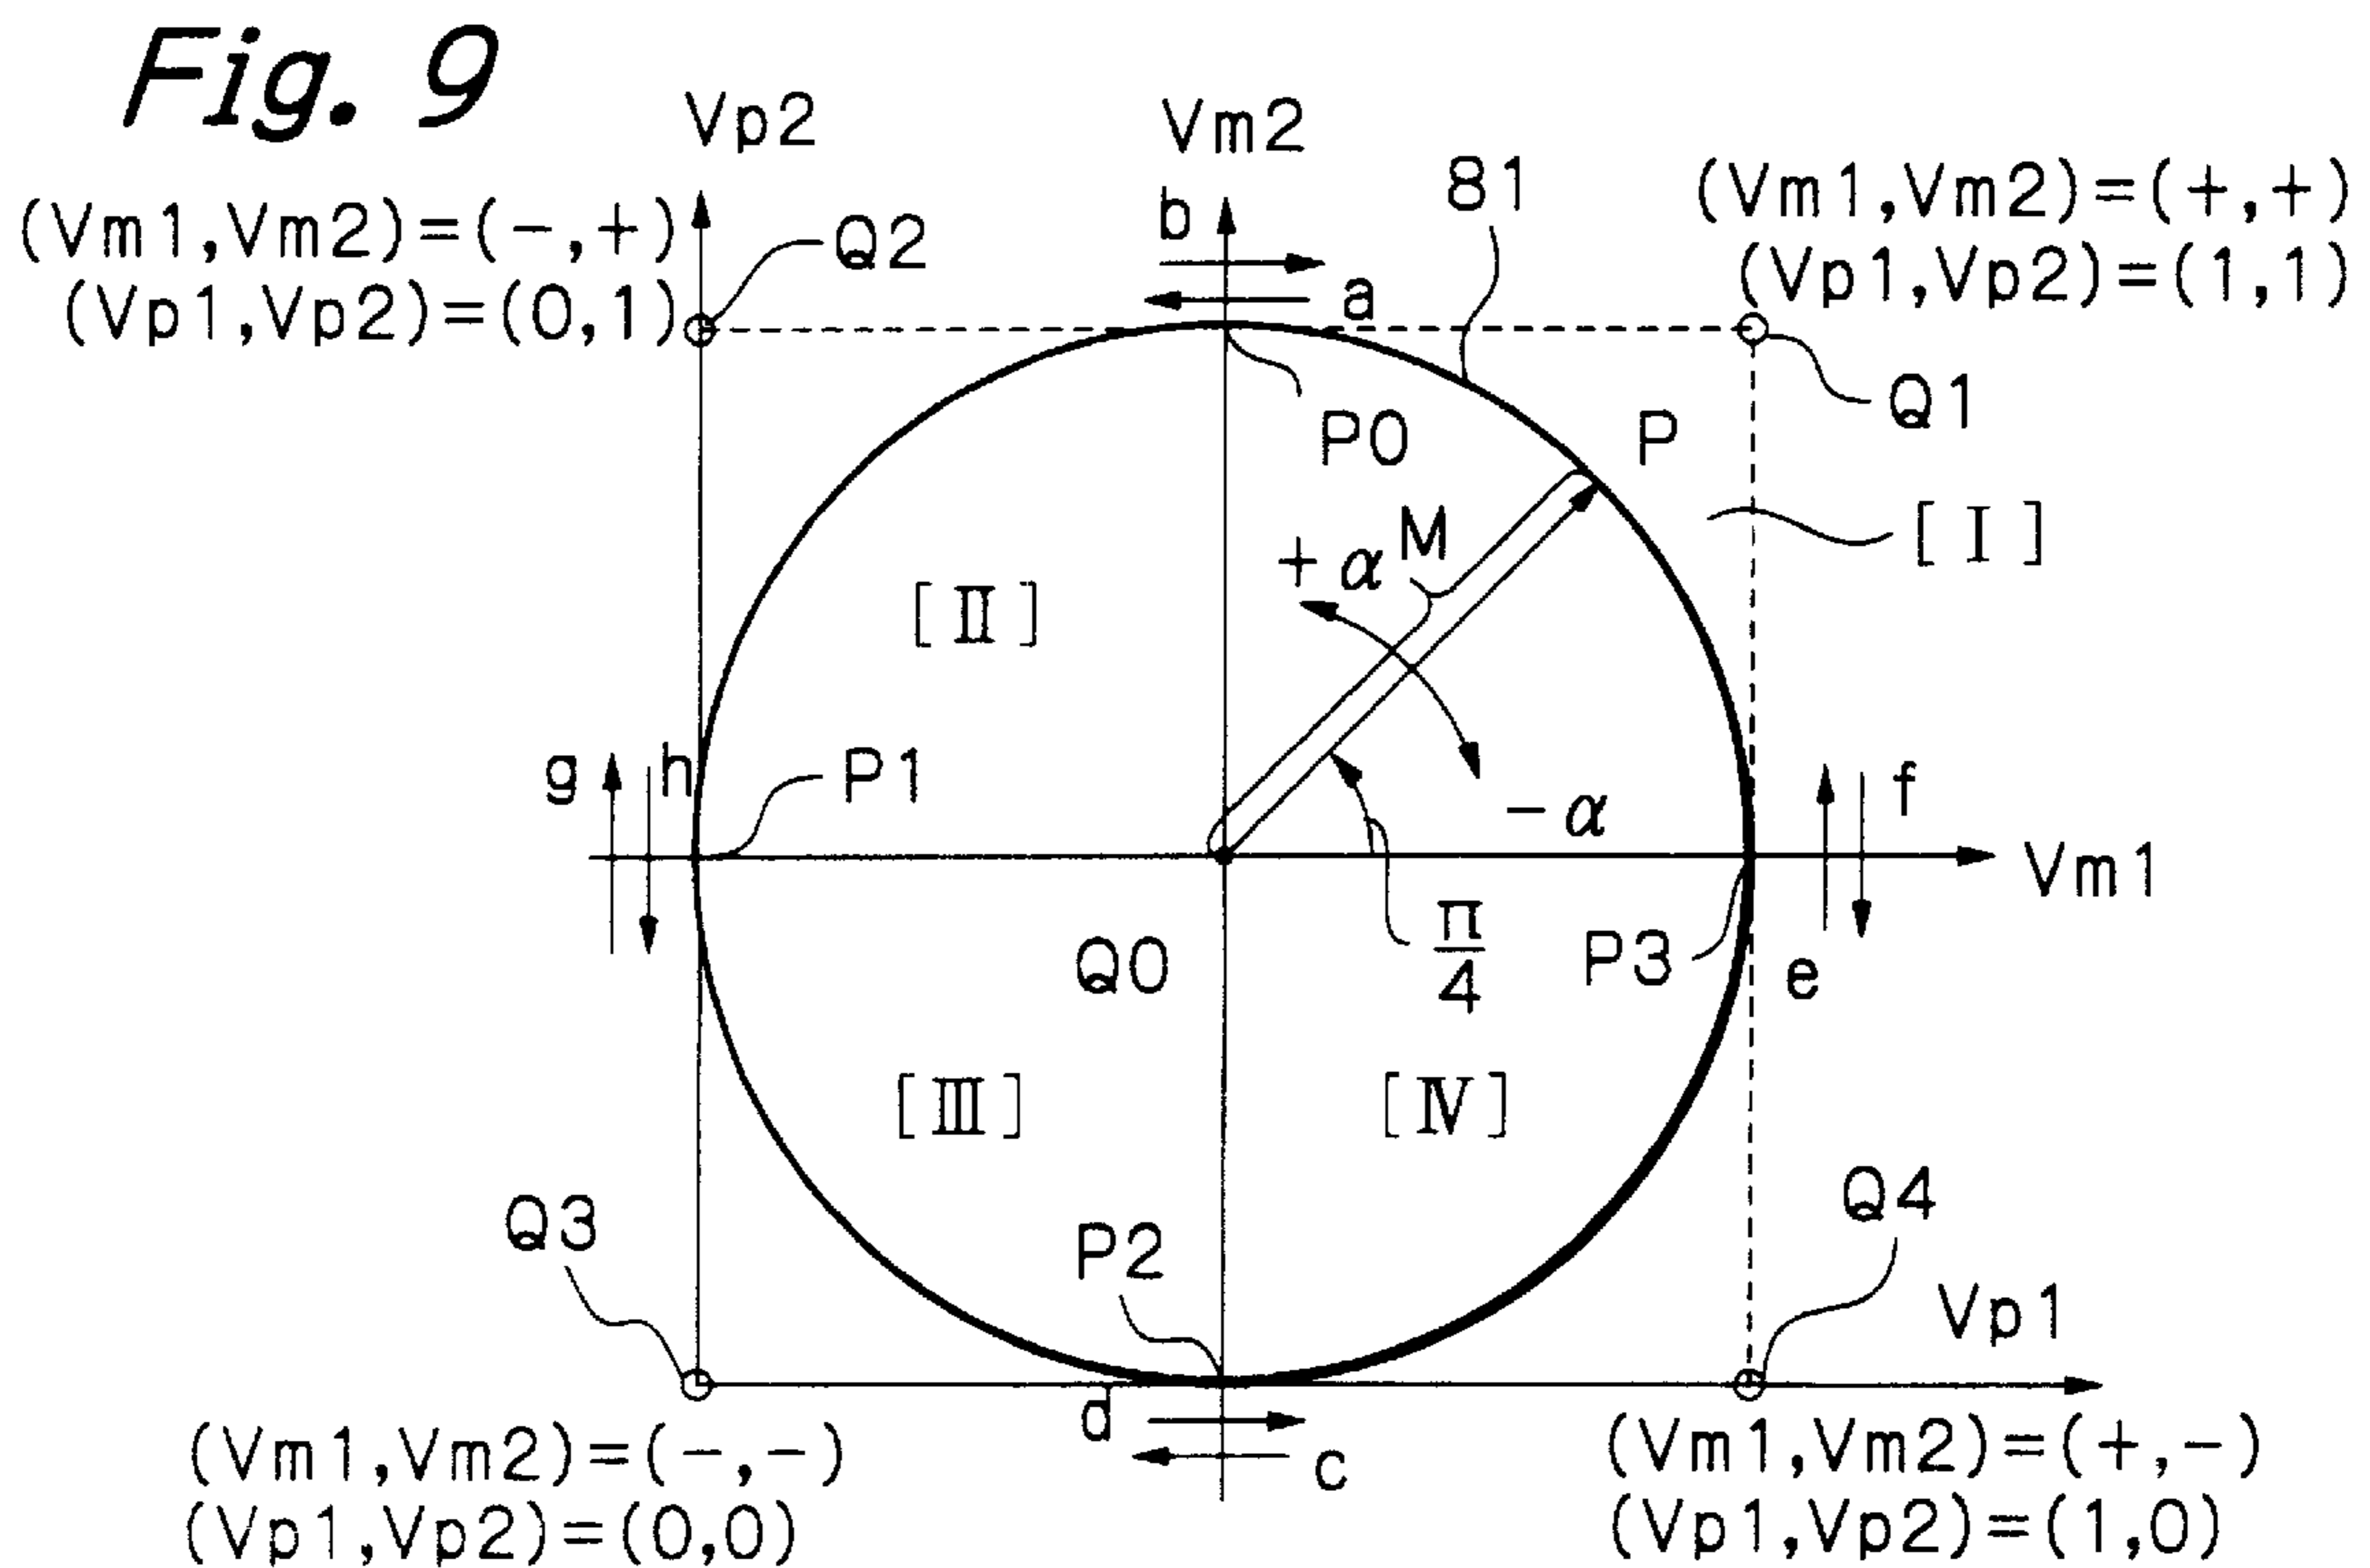 Fig. 9
Vp2
Vm2
b
81
(Vm1,Vm2)=(+,+)
(Vp1,Vp2)=(1,1)
(Vm1,Vm2)=(-,+)
(Vp1,Vp2)=(0,1)
Q2
a
Q1
P0
P
M
[I]
+α
[II]
g
h
P1
-α
f
Vm1
Q0
π/4
P3
e
[III]
[IV]
Q3
P2
Q4
Vp1
d
c
(Vm1,Vm2)=(-,-)
(Vp1,Vp2)=(0,0)
(Vm1,Vm2)=(+,-)
(Vp1,Vp2)=(1,0)